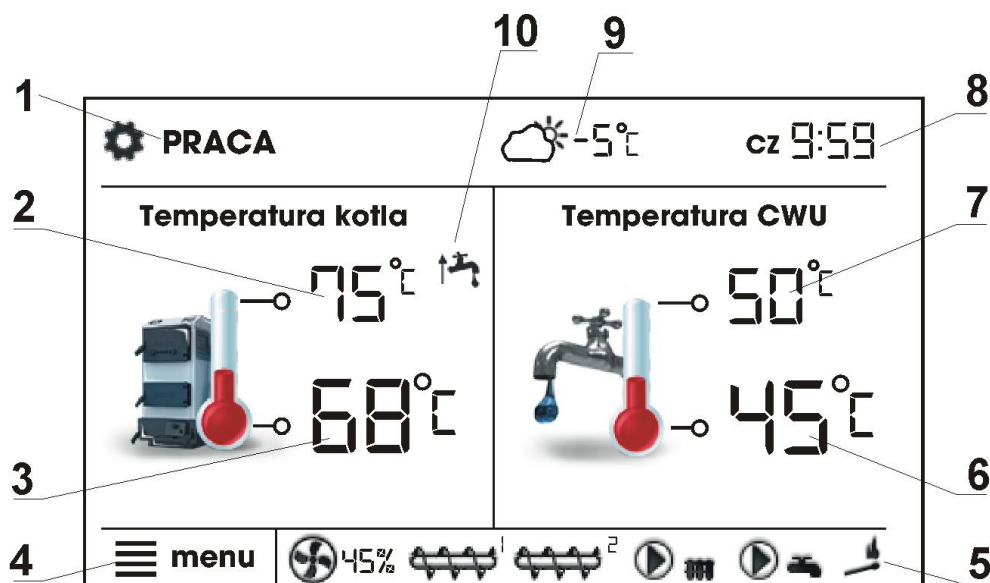 10 9
1 8
PRACA -5°C cz 9:59
2 Temperatura kotła Temperatura CWU 7
75°C 50°C
68°C 45°C
3 6
4 menu 45% 1 2 5